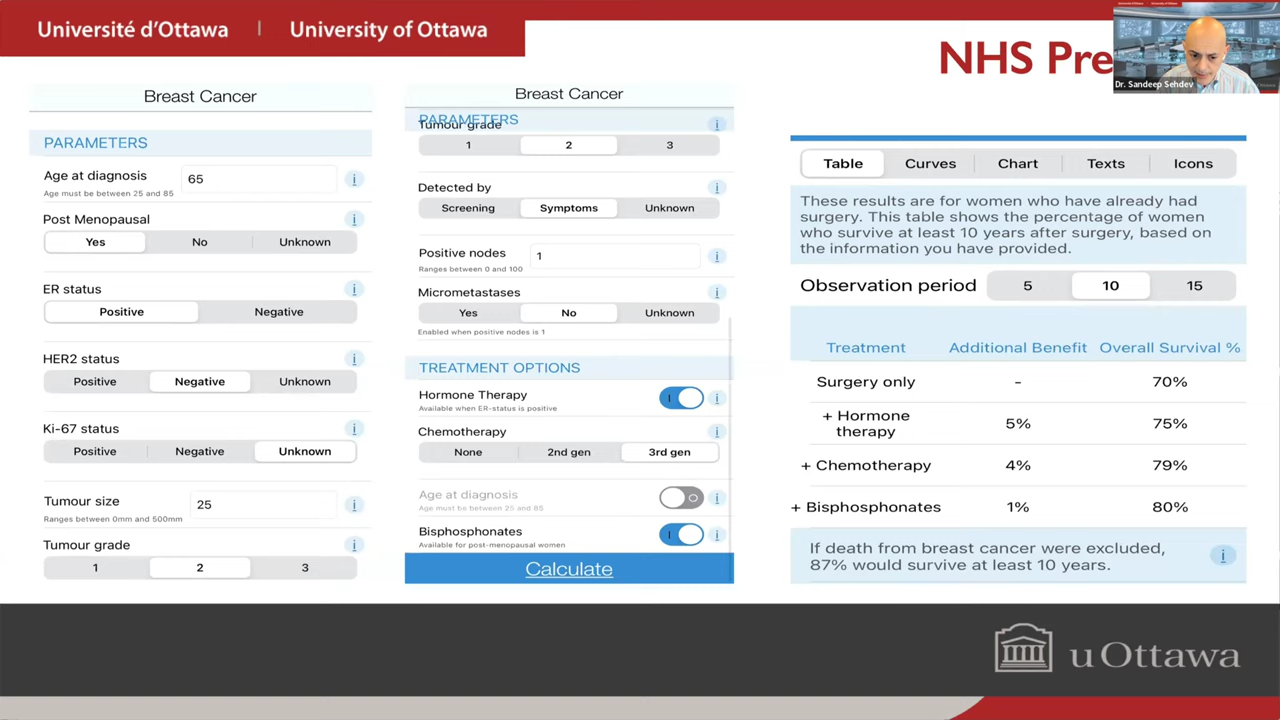 Université d'Ottawa | University of Ottawa
NHS Pre
Dr. Sandeep Sehdev
Breast Cancer
PARAMETERS
Age at diagnosis
65
i
Age must be between 25 and 85
Post Menopausal
i
Yes
No
Unknown
ER status
i
Positive
Negative
HER2 status
i
Positive
Negative
Unknown
Ki-67 status
i
Positive
Negative
Unknown
Tumour size
25
i
Ranges between 0mm and 500mm
Tumour grade
i
1
2
3
Breast Cancer
PARAMETERS
Tumour grade
i
1
2
3
Detected by
i
Screening
Symptoms
Unknown
Positive nodes
1
i
Ranges between 0 and 100
Micrometastases
i
Yes
No
Unknown
Enabled when positive nodes is 1
TREATMENT OPTIONS
Hormone Therapy
i
Available when ER-status is positive
Chemotherapy
i
None
2nd gen
3rd gen
Age at diagnosis
i
Age must be between 25 and 85
Bisphosphonates
i
Available for post-menopausal women
Calculate
Table
Curves
Chart
Texts
Icons
These results are for women who have already had
surgery. This table shows the percentage of women
who survive at least 10 years after surgery, based on
the information you have provided.
Observation period
5
10
15
Treatment
Additional Benefit
Overall Survival %
Surgery only
-
70%
+ Hormone
therapy
5%
75%
+ Chemotherapy
4%
79%
+ Bisphosphonates
1%
80%
If death from breast cancer were excluded,
87% would survive at least 10 years.
i
uOttawa